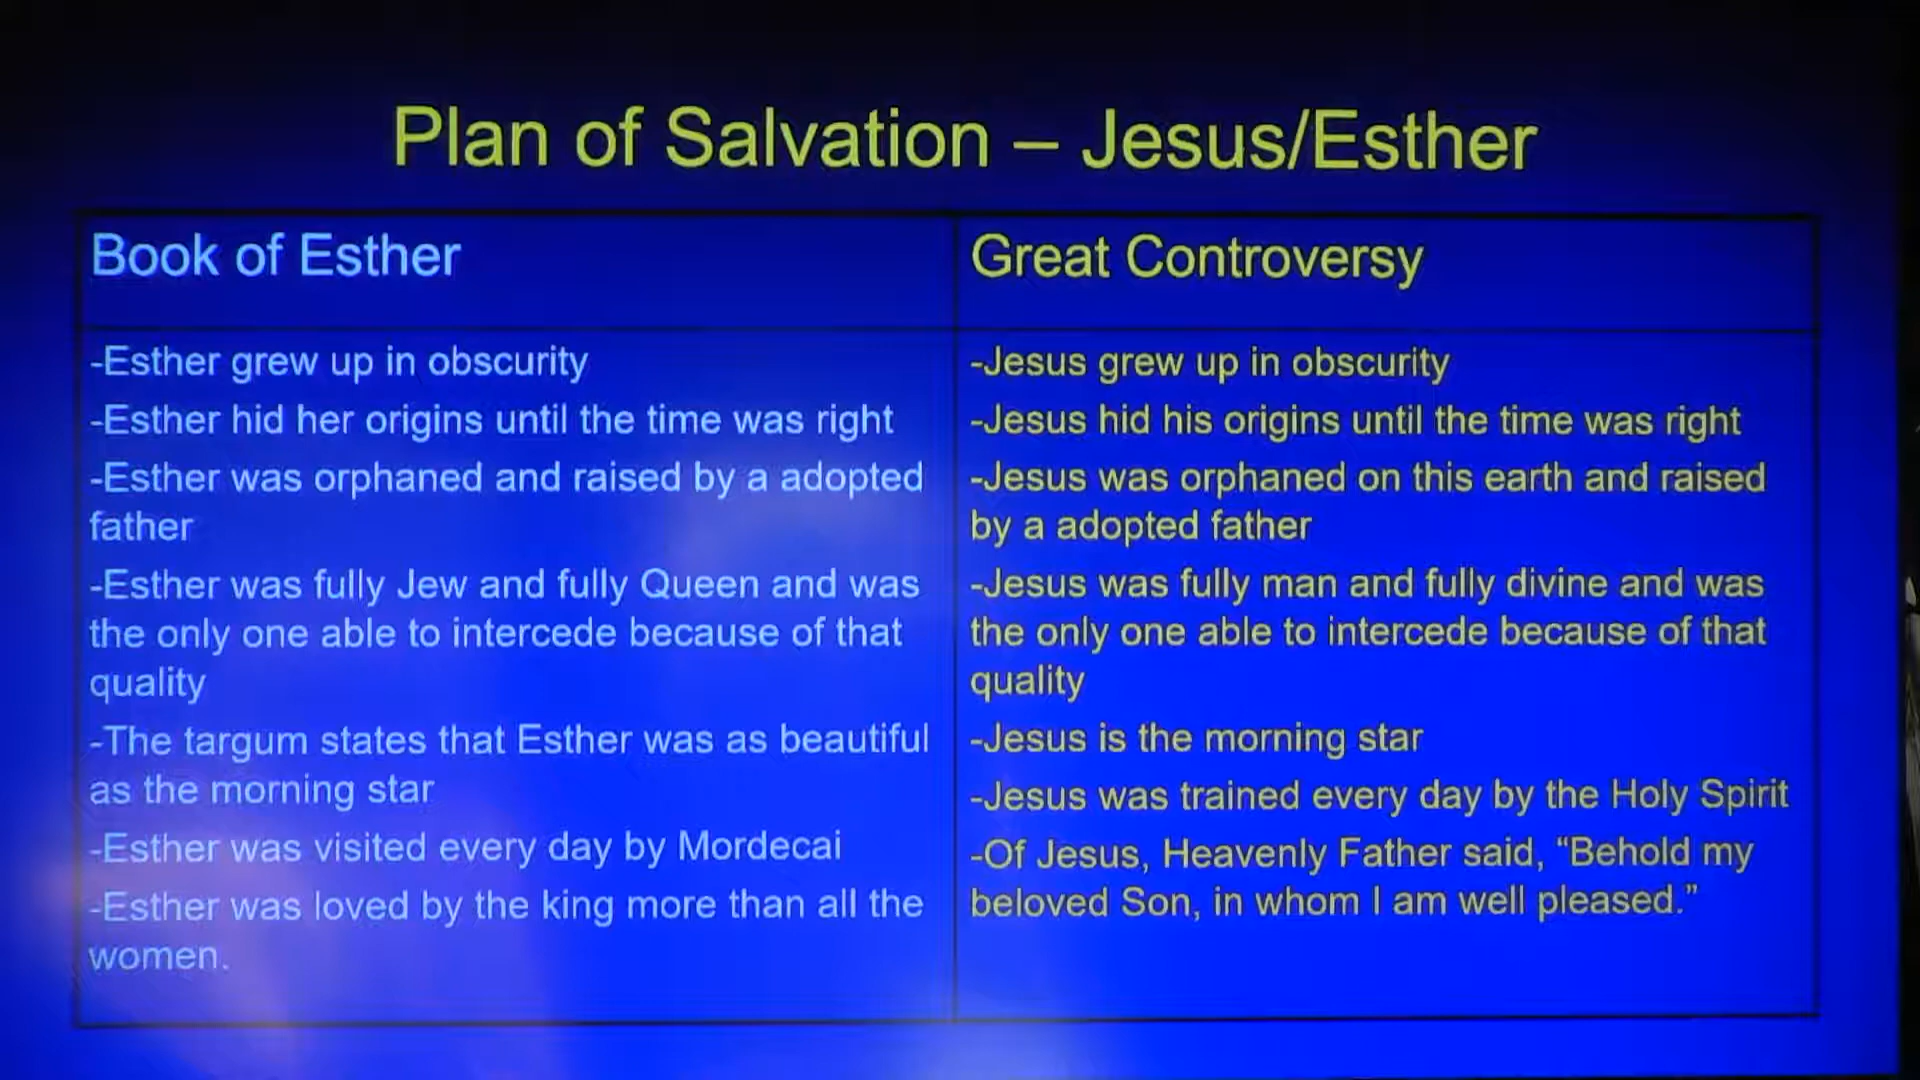 Plan of Salvation – Jesus/Esther
Book of Esther
-Esther grew up in obscurity
-Esther hid her origins until the time was right
-Esther was orphaned and raised by a adopted
father
-Esther was fully Jew and fully Queen and was
the only one able to intercede because of that
quality
-The targum states that Esther was as beautiful
as the morning star
-Esther was visited every day by Mordecai
-Esther was loved by the king more than all the
women.
Great Controversy
-Jesus grew up in obscurity
-Jesus hid his origins until the time was right
-Jesus was orphaned on this earth and raised
by a adopted father
-Jesus was fully man and fully divine and was
the only one able to intercede because of that
quality
-Jesus is the morning star
-Jesus was trained every day by the Holy Spirit
-Of Jesus, Heavenly Father said, “Behold my
beloved Son, in whom I am well pleased.”